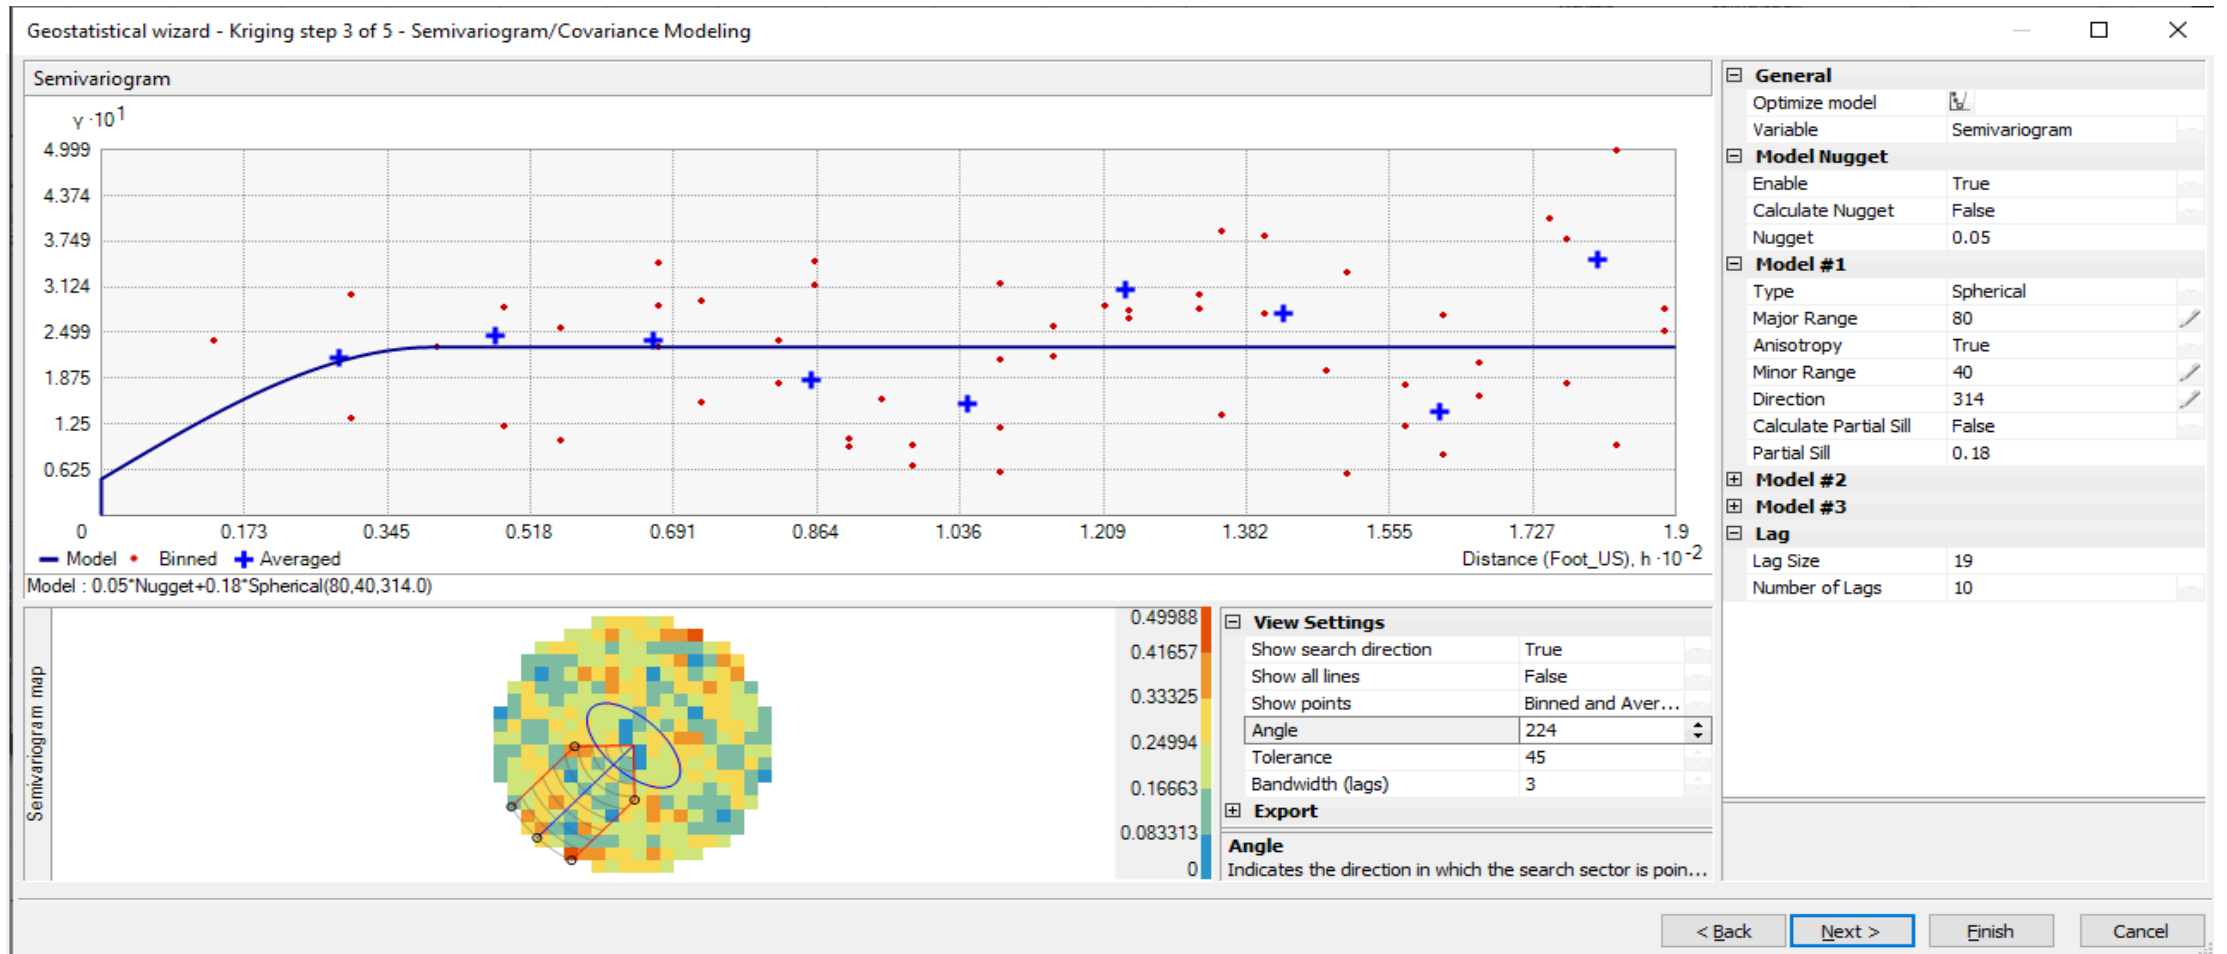 Geostatistical wizard - Kriging step 3 of 5 - Semivariogram/Covariance Modeling
Semivariogram
γ ·10 1
4.999
4.374
3.749
3.124
2.499
1.875
1.25
0.625
0 0.173 0.345 0.518 0.691 0.864 1.036 1.209 1.382 1.555 1.727 1.9
Model Binned Averaged Distance (Foot_US), h ·10 -2
Model : 0.05*Nugget+0.18*Spherical(80,40,314.0)
General
Optimize model
Variable Semivariogram
Model Nugget
Enable True
Calculate Nugget False
Nugget 0.05
Model #1
Type Spherical
Major Range 80
Anisotropy True
Minor Range 40
Direction 314
Calculate Partial Sill False
Partial Sill 0.18
Model #2
Model #3
Lag
Lag Size 19
Number of Lags 10
Semivariogram map
0.49988
0.41657
0.33325
0.24994
0.16663
0.083313
0
View Settings
Show search direction True
Show all lines False
Show points Binned and Aver...
Angle 224
Tolerance 45
Bandwidth (lags) 3
Export
Angle
Indicates the direction in which the search sector is poin...
< Back Next > Finish Cancel